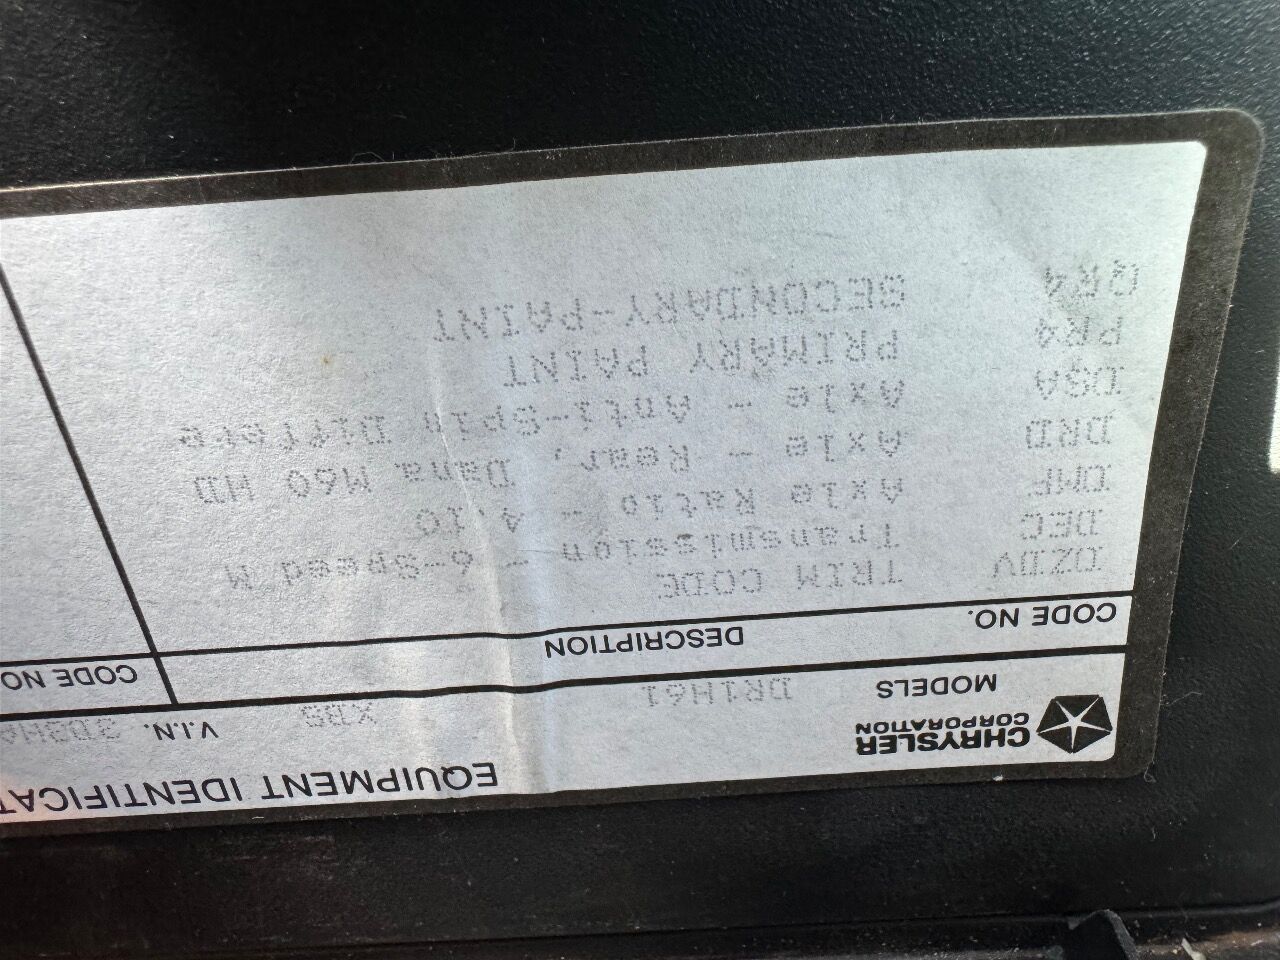 CHRYSLER
CORPORATION
EQUIPMENT IDENTIFICAT
MODELS DR1H61 V.I.N.
CODE NO. DESCRIPTION CODE NO
TRIM CODE
DEC Transmission - 6-Speed M
DMF Axle Ratio - 4.10
DRD Axle - Rear, Dana M60 HD
DSA Axle - Anti-Spin Differe
PR4 PRIMARY PAINT
QR4 SECONDARY-PAINT